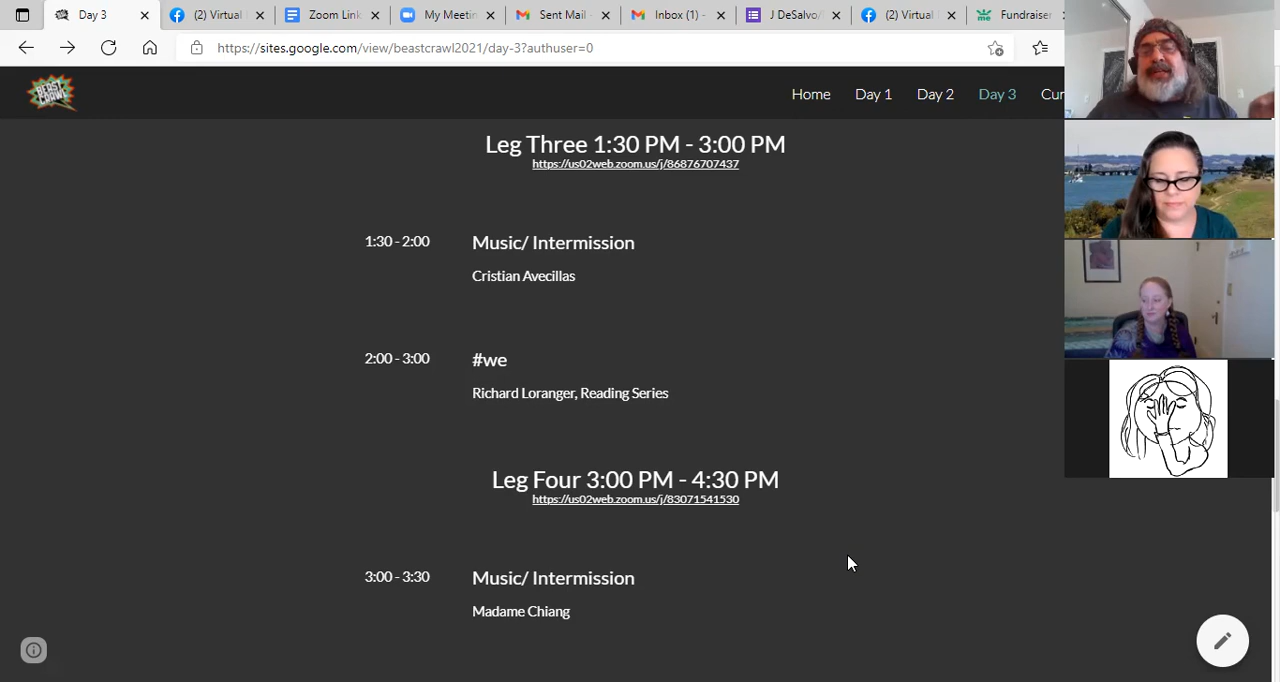 Day 3
(2) Virtual
Zoom Link
My Meetin
Sent Mail -
Inbox (1) -
J DeSalvo/
(2) Virtual
Fundraiser
https://sites.google.com/view/beastcrawl2021/day-3?authuser=0
BEAST CRAWL
Home Day 1 Day 2 Day 3 Cur
Leg Three 1:30 PM - 3:00 PM
https://us02web.zoom.us/j/86876707437
1:30 - 2:00 Music/ Intermission
Cristian Avecillas
2:00 - 3:00 #we
Richard Loranger, Reading Series
Leg Four 3:00 PM - 4:30 PM
https://us02web.zoom.us/j/83071541530
3:00 - 3:30 Music/ Intermission
Madame Chiang